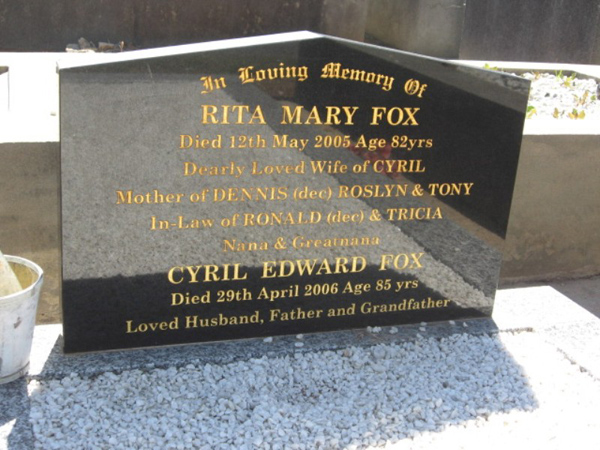 In Loving Memory Of
RITA MARY FOX
Died 12th May 2005 Age 82yrs
Dearly Loved Wife of CYRIL
Mother of DENNIS (dec) ROSLYN & TONY
In-Law of RONALD (dec) & TRICIA
Nana & Greatnana
CYRIL EDWARD FOX
Died 29th April 2006 Age 85 yrs
Loved Husband, Father and Grandfather